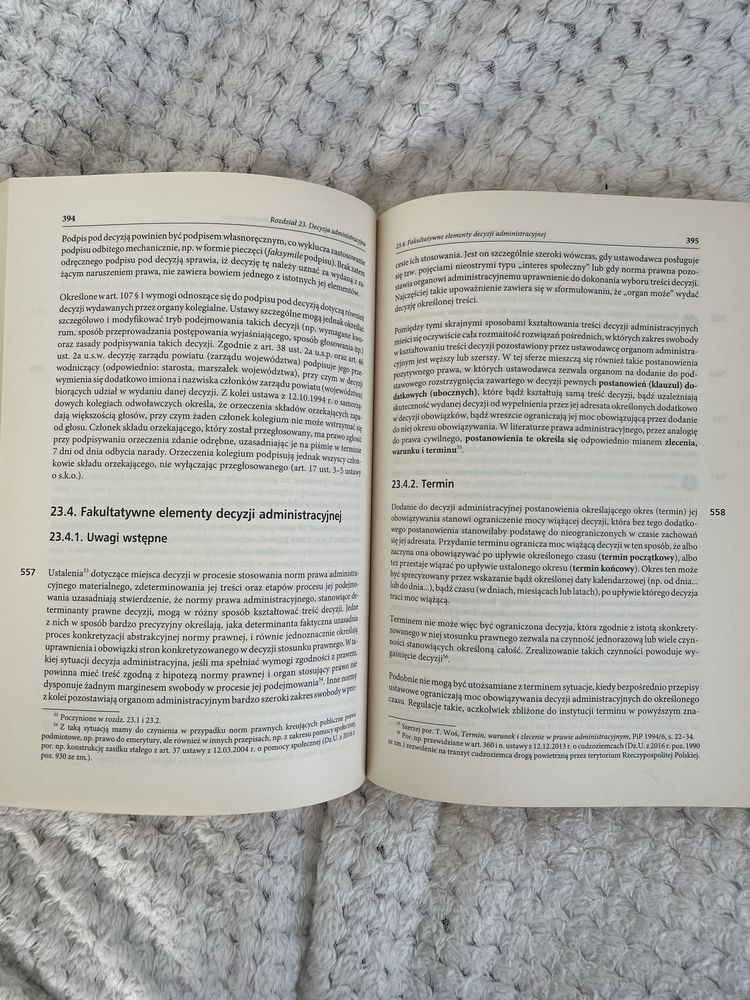 394
Rozdział 23. Decyzja administracyjna
Podpis pod decyzją powinien być podpisem własnoręcznym, co wyklucza zastosowanie
podpisu odbitego mechanicznie, np. w formie pieczęci (faksymile podpisu). Brak zatem
odręcznego podpisu pod decyzją sprawia, iż decyzję tę należy uznać za wydaną z ra-
żącym naruszeniem prawa, nie zawiera bowiem jednego z istotnych jej elementów.
Określone w art. 107 § 1 wymogi odnoszące się do podpisu pod decyzją dotyczą również
decyzji wydawanych przez organy kolegialne. Ustawy szczególne mogą jednak określać
szczegółowo i modyfikować tryb podejmowania takich decyzji (np. wymagane kwo-
rum, sposób przeprowadzania postępowania wyjaśniającego, sposób głosowania itp.)
oraz zasady podpisywania takich decyzji. Zgodnie z art. 38 ust. 2a u.s.p. oraz art. 46
ust. 2a u.s.w. decyzję zarządu powiatu (zarządu województwa) podpisuje jego prze-
wodniczący (odpowiednio: starosta, marszałek województwa), przy czym w decyzji
wymienia się dodatkowo imiona i nazwiska członków zarządu powiatu (województwa)
biorących udział w wydaniu danej decyzji. Z kolei ustawa z 12.10.1994 r. o samorzą-
dowych kolegiach odwoławczych określa, że orzeczenia składów orzekających zapa-
dają większością głosów, przy czym żaden członek kolegium nie może wstrzymać się
od głosu. Członek składu orzekającego, który został przegłosowany, ma prawo zgłosić
przy podpisywaniu orzeczenia zdanie odrębne, uzasadniając je na piśmie w terminie
7 dni od dnia odbycia narady. Orzeczenia kolegium podpisują jednak wszyscy człon-
kowie składu orzekającego, nie wyłączając przegłosowanego (art. 17 ust. 3–5 ustawy
o s.k.o.).
23.4. Fakultatywne elementy decyzji administracyjnej
23.4.1. Uwagi wstępne
557
Ustalenia⁵³ dotyczące miejsca decyzji w procesie stosowania norm prawa administra-
cyjnego materialnego, zdeterminowania jej treści oraz etapów procesu jej podejmo-
wania uzasadniają stwierdzenie, że normy prawa administracyjnego, stanowiące de-
terminanty prawne decyzji, mogą w różny sposób kształtować treść decyzji. Jedne
z nich w sposób bardzo precyzyjny określają, jaka determinanta faktyczna uzasadnia
proces konkretyzacji abstrakcyjnej normy prawnej, i równie jednoznacznie określają
uprawnienia i obowiązki stron konkretyzowanego w decyzji stosunku prawnego. W ta-
kiej sytuacji decyzja administracyjna, jeśli ma spełniać wymogi zgodności z prawem,
powinna mieć treść zgodną z hipotezą normy prawnej i organ stosujący prawo nie
dysponuje żadnym marginesem swobody w procesie jej podejmowania⁵⁴. Inne normy
z kolei pozostawiają organom administracyjnym bardzo szeroki zakres swobody w pro-
⁵³ Poczynione w rozdz. 23.1 i 23.2.
⁵⁴ Z taką sytuacją mamy do czynienia w przypadku norm prawnych kreujących publiczne prawa
podmiotowe, np. prawo do emerytury, ale również w innych przepisach, np. z zakresu pomocy społecznej,
por. np. konstrukcję zasiłku stałego z art. 37 ustawy z 12.03.2004 r. o pomocy społecznej (Dz.U. z 2016 r.
poz. 930 ze zm.).
23.4. Fakultatywne elementy decyzji administracyjnej
395
cesie ich stosowania. Jest on szczególnie szeroki wówczas, gdy ustawodawca posługuje
się tzw. pojęciami nieostrymi typu „interes społeczny” lub gdy norma prawna pozo-
stawia organowi administracyjnemu uprawnienie do dokonania wyboru treści decyzji.
Najczęściej takie upoważnienie zawiera się w sformułowaniu, że „organ może” wydać
decyzję określonej treści.
Pomiędzy tymi skrajnymi sposobami kształtowania treści decyzji administracyjnych
mieści się oczywiście cała rozmaitość rozwiązań pośrednich, w których zakres swobody
w kształtowaniu treści decyzji pozostawiony przez ustawodawcę organom administra-
cyjnym jest węższy lub szerszy. W tej sferze mieszczą się również takie postanowienia
pozytywnego prawa, w których ustawodawca zezwala organom na dodanie do pod-
stawowego rozstrzygnięcia zawartego w decyzji pewnych postanowień (klauzul) do-
datkowych (ubocznych), które bądź kształtują samą treść decyzji, bądź uzależniają
skuteczność wydanej decyzji od wypełnienia przez jej adresata określonych dodatkowo
w decyzji obowiązków, bądź wreszcie ograniczają jej moc obowiązującą przez dodanie
do niej okresu obowiązywania. W literaturze prawa administracyjnego, przez analogię
do prawa cywilnego, postanowienia te określa się odpowiednio mianem zlecenia,
warunku i terminu⁵⁵.
23.4.2. Termin
558
Dodanie do decyzji administracyjnej postanowienia określającego okres (termin) jej
obowiązywania stanowi ograniczenie mocy wiążącej decyzji, która bez tego dodatko-
wego postanowienia stanowiłaby podstawę do nieograniczonych w czasie zachowań
się jej adresata. Przydanie terminu ogranicza moc wiążącą decyzji w ten sposób, że albo
zaczyna ona obowiązywać po upływie określonego czasu (termin początkowy), albo
też przestaje wiązać po upływie ustalonego okresu (termin końcowy). Okres ten może
być sprecyzowany przez wskazanie bądź określonej daty kalendarzowej (np. od dnia...
lub do dnia...), bądź czasu (w dniach, miesiącach lub latach), po upływie którego decyzja
traci moc wiążącą.
Terminem nie może więc być ograniczona decyzja, która zgodnie z istotą skonkrety-
zowanego w niej stosunku prawnego zezwala na czynność jednorazową lub wiele czyn-
ności stanowiących określoną całość. Zrealizowanie takich czynności powoduje wy-
gaśnięcie decyzji⁵⁶.
Podobnie nie mogą być utożsamiane z terminem sytuacje, kiedy bezpośrednio przepisy
ustawowe ograniczają moc obowiązywania decyzji administracyjnych do określonego
czasu. Regulacje takie, aczkolwiek zbliżone do instytucji terminu w powyższym zna-
⁵⁵ Szerzej por. T. Woś, Termin, warunek i zlecenie w prawie administracyjnym, PiP 1994/6, s. 22–34.
⁵⁶ Por. np. przewidziane w art. 360 i n. ustawy z 12.12.2013 r. o cudzoziemcach (Dz.U. z 2016 r. poz. 1990
ze zm.) zezwolenie na tranzyt cudzoziemca drogą powietrzną przez terytorium Rzeczypospolitej Polskiej.